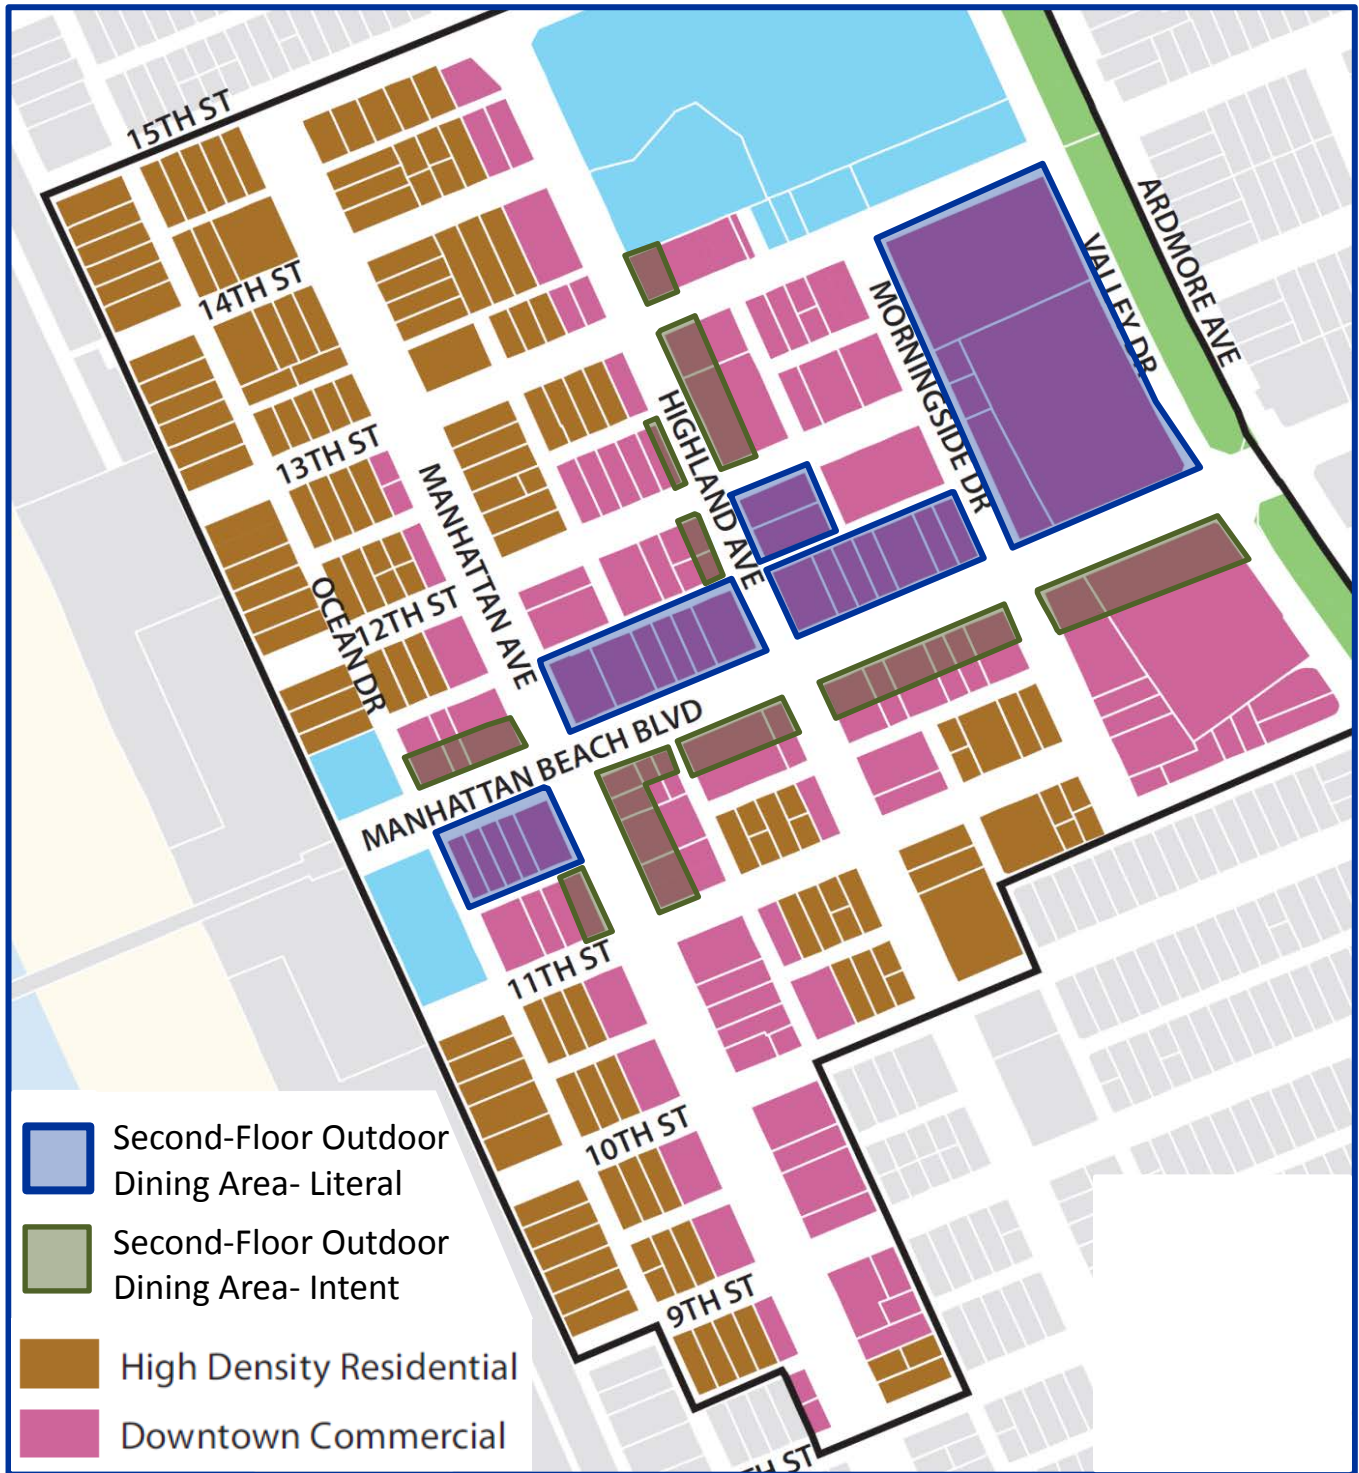 15TH ST
14TH ST
13TH ST
12TH ST
OCEAN DR
MANHATTAN AVE
HIGHLAND AVE
MORNINGSIDE DR
VALLEY DR
ARDMORE AVE
MANHATTAN BEACH BLVD
11TH ST
10TH ST
9TH ST
TH ST
Second-Floor Outdoor
Dining Area- Literal
Second-Floor Outdoor
Dining Area- Intent
High Density Residential
Downtown Commercial